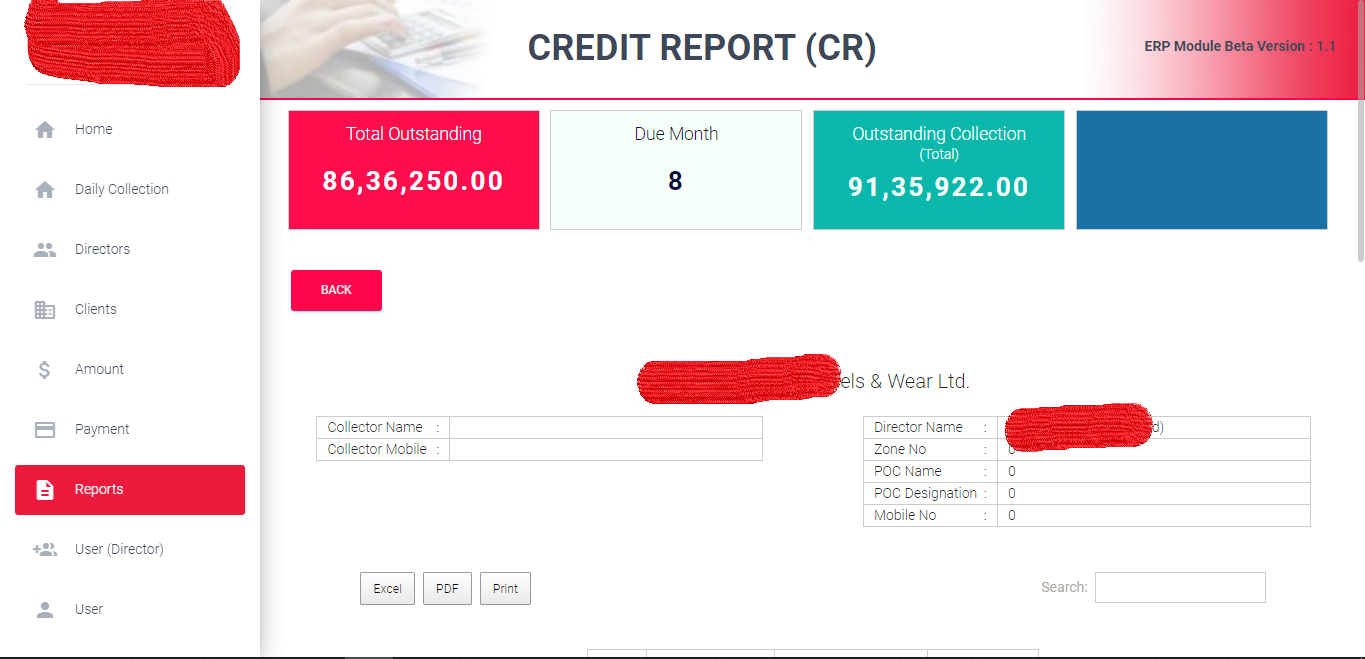 CREDIT REPORT (CR)
ERP Module Beta Version : 1.1
Home
Daily Collection
Directors
Clients
Amount
Payment
Reports
User (Director)
User
Total Outstanding
86,36,250.00
Due Month
8
Outstanding Collection
(Total)
91,35,922.00
BACK
els & Wear Ltd.
Collector Name :
Collector Mobile :
Director Name : d)
Zone No : 0
POC Name : 0
POC Designation : 0
Mobile No : 0
Excel PDF Print
Search: